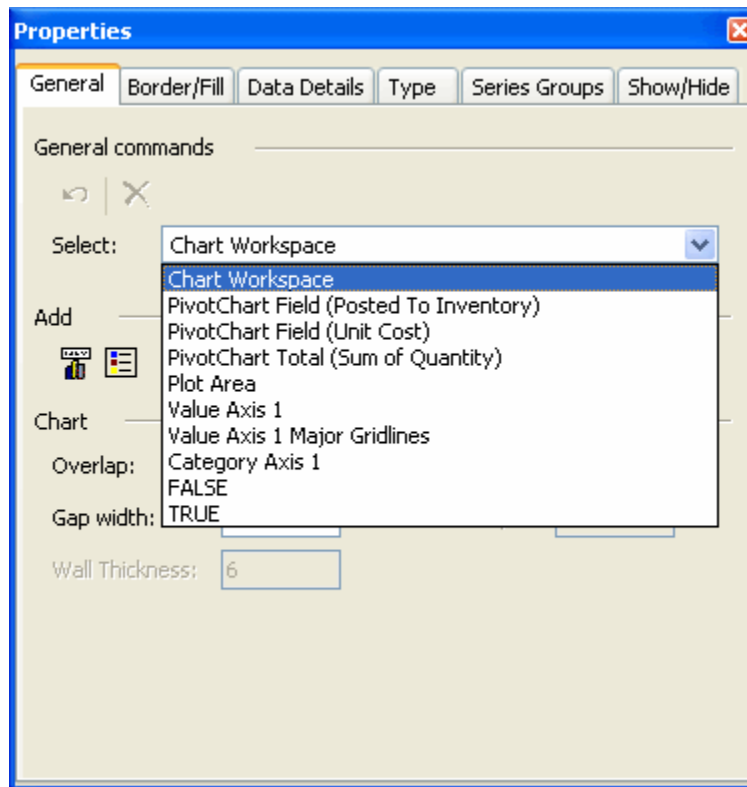 Properties
General Border/Fill Data Details Type Series Groups Show/Hide
General commands
Select: Chart Workspace
Chart Workspace
PivotChart Field (Posted To Inventory)
PivotChart Field (Unit Cost)
Add
PivotChart Total (Sum of Quantity)
Plot Area
Value Axis 1
Chart
Value Axis 1 Major Gridlines
Overlap: Category Axis 1
FALSE
Gap width: TRUE
Wall Thickness: 6